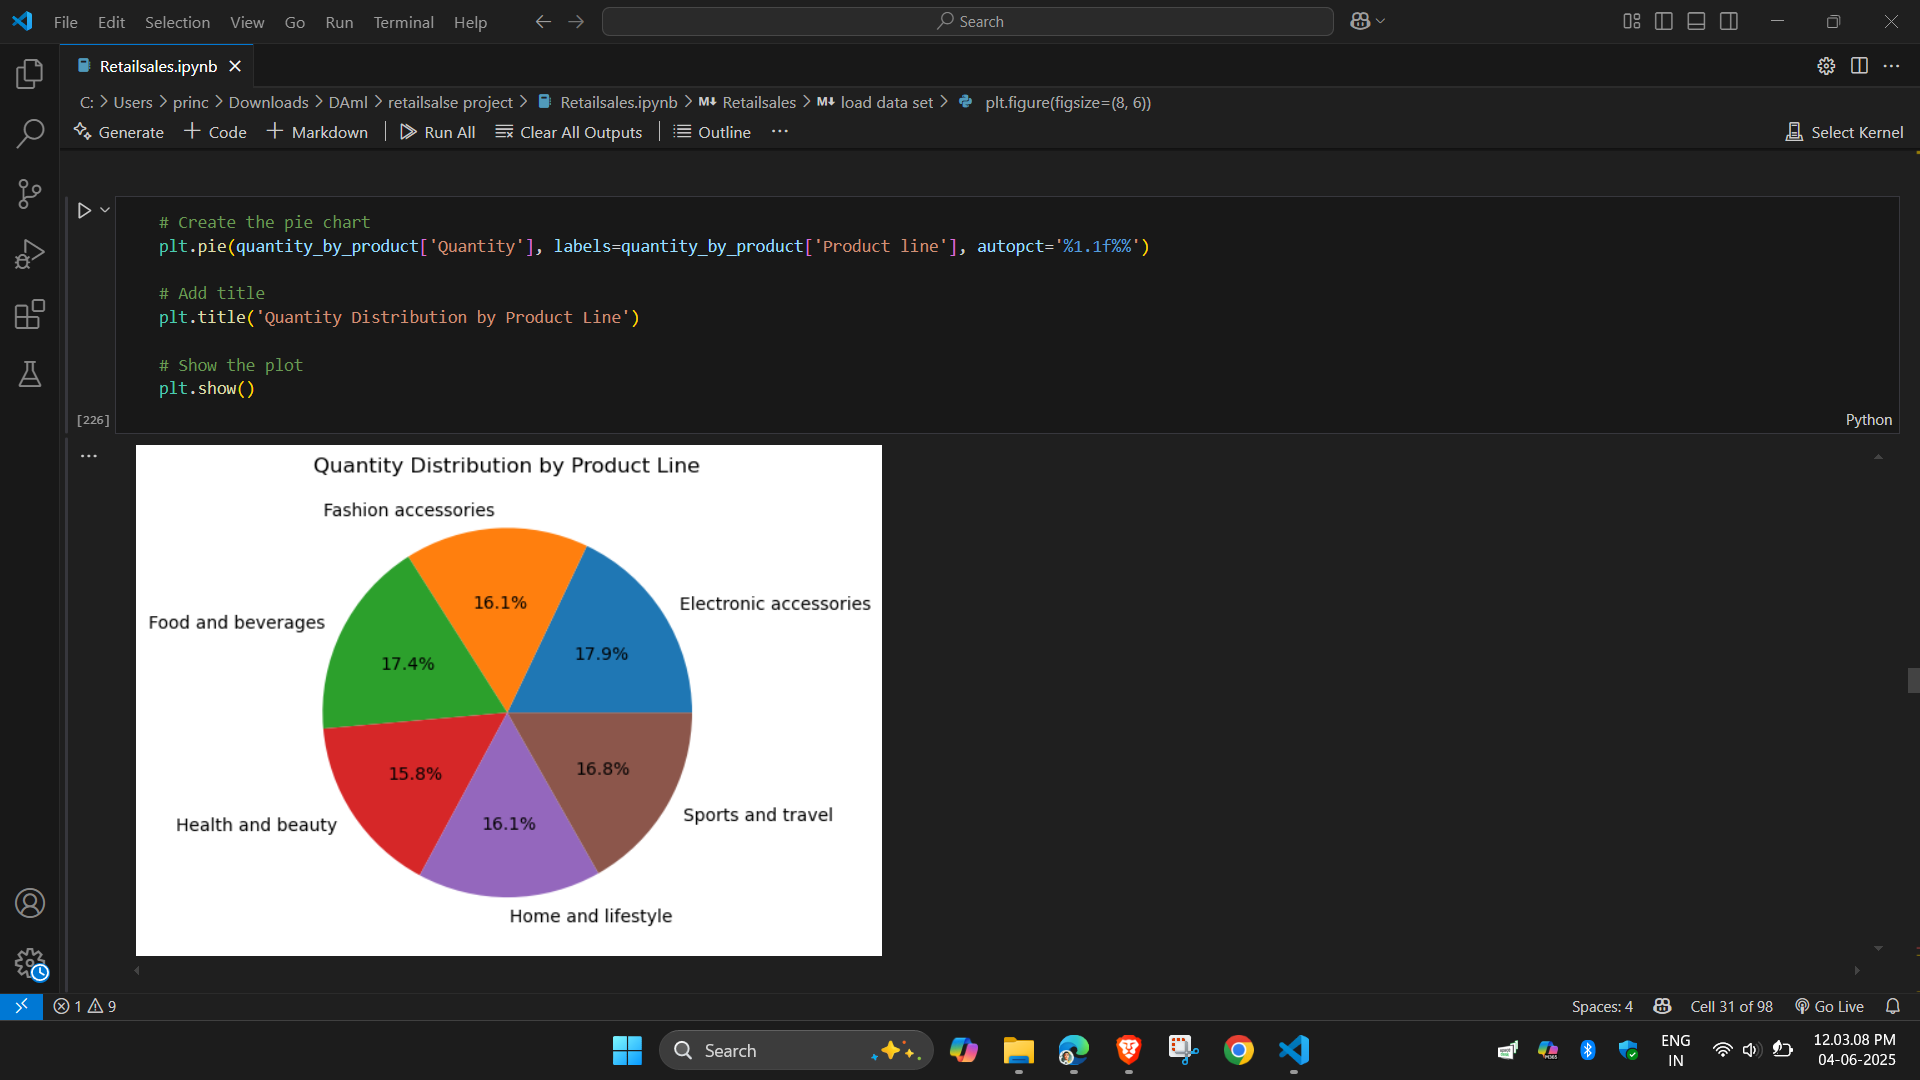 File Edit Selection View Go Run Terminal Help
Search
Retailsales.ipynb
C: > Users > princ > Downloads > DAml > retailsalse project > Retailsales.ipynb > M↓ Retailsales > M↓ load data set > plt.figure(figsize=(8, 6))
Generate + Code + Markdown Run All Clear All Outputs Outline ...
Select Kernel
# Create the pie chart
plt.pie(quantity_by_product['Quantity'], labels=quantity_by_product['Product line'], autopct='%1.1f%%')
# Add title
plt.title('Quantity Distribution by Product Line')
# Show the plot
plt.show()
[226]
Python
Quantity Distribution by Product Line
Fashion accessories
16.1%
Electronic accessories
17.9%
Food and beverages
17.4%
15.8%
16.8%
Health and beauty
16.1%
Sports and travel
Home and lifestyle
1 9
Spaces: 4
Cell 31 of 98
Go Live
Search
ENG
IN
12.03.08 PM
04-06-2025